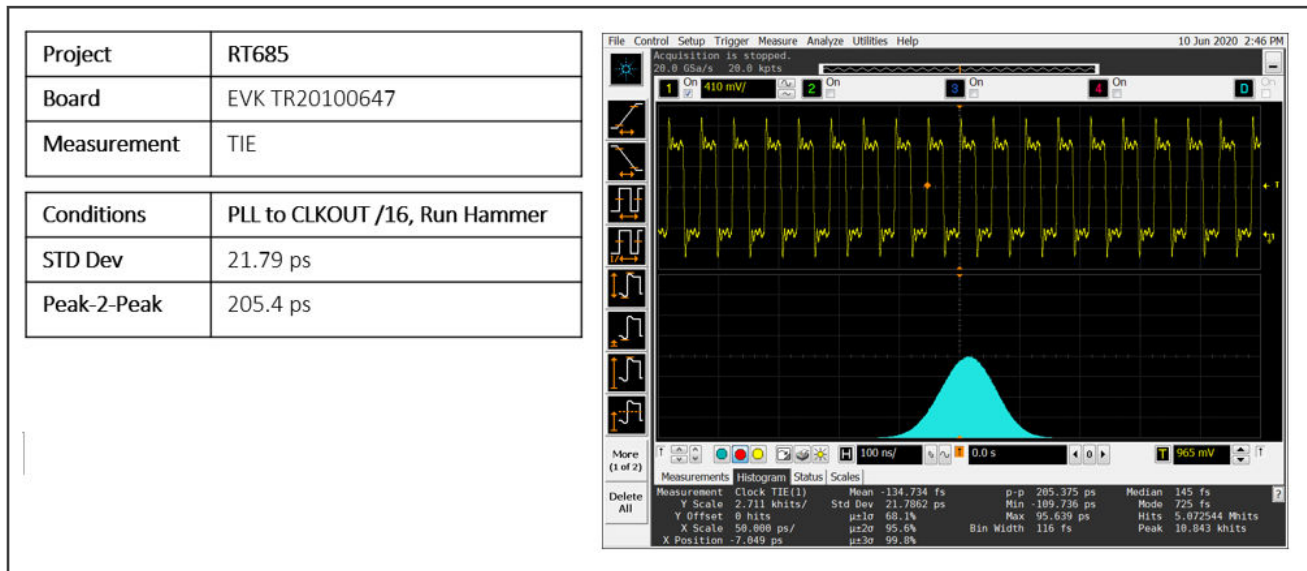 Project RT685
Board EVK TR20100647
Measurement TIE
Conditions PLL to CLKOUT /16, Run Hammer
STD Dev 21.79 ps
Peak-2-Peak 205.4 ps
File Control Setup Trigger Measure Analyze Utilities Help 10 Jun 2020 2:46 PM
Acquisition is stopped.
20.0 GSa/s 20.0 kpts
1 On 410 mV/ 2 On 3 On 4 On D On
T
1
More
(1 of 2)
Delete
All
H 100 ns/ 0.0 s 0 T 965 mV
Measurements Histogram Status Scales
Measurement Clock TIE(1) Mean -134.734 fs p-p 205.375 ps Median 145 fs
Y Scale 2.711 khits/ Std Dev 21.7862 ps Min -109.736 ps Mode 725 fs
Y Offset 0 hits μ±1σ 68.1% Max 95.639 ps Hits 5.072544 Mhits
X Scale 50.000 ps/ μ±2σ 95.6% Bin Width 116 fs Peak 10.843 khits
X Position -7.049 ps μ±3σ 99.8%
?